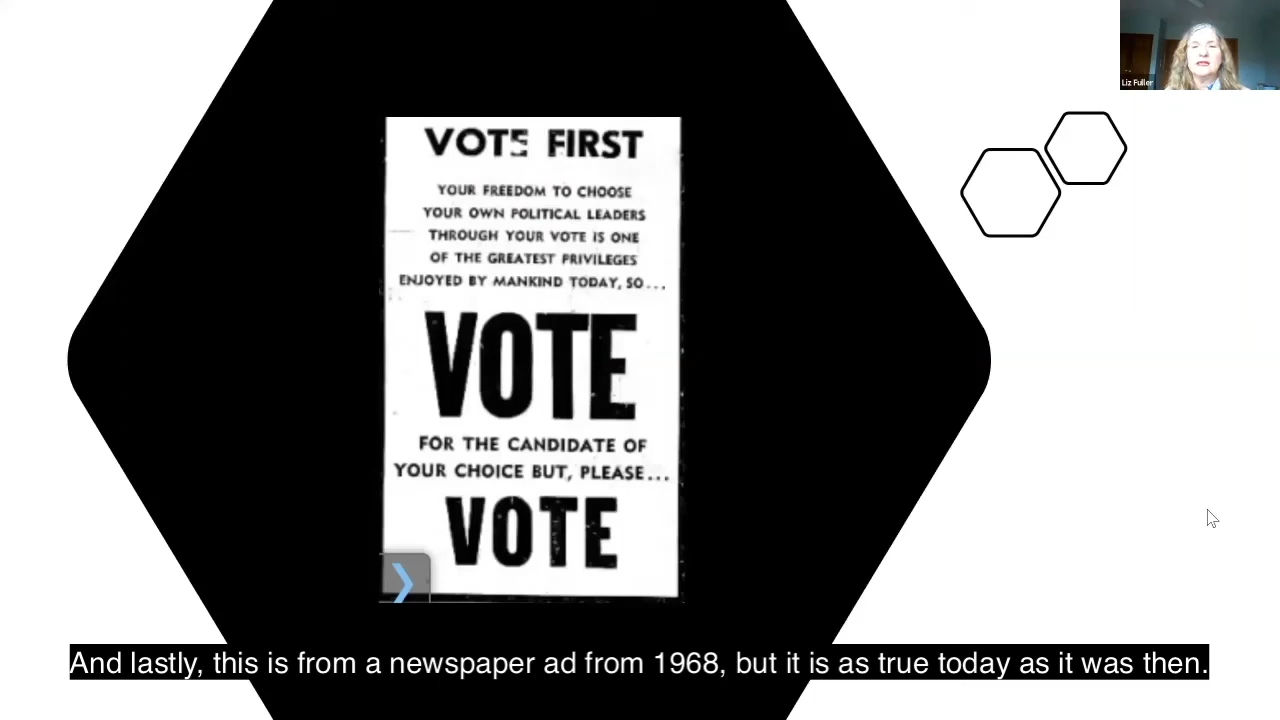 Liz Fuller
VOTE FIRST
YOUR FREEDOM TO CHOOSE
YOUR OWN POLITICAL LEADERS
THROUGH YOUR VOTE IS ONE
OF THE GREATEST PRIVILEGES
ENJOYED BY MANKIND TODAY, SO...
VOTE
FOR THE CANDIDATE OF
YOUR CHOICE BUT, PLEASE...
VOTE
And lastly, this is from a newspaper ad from 1968, but it is as true today as it was then.